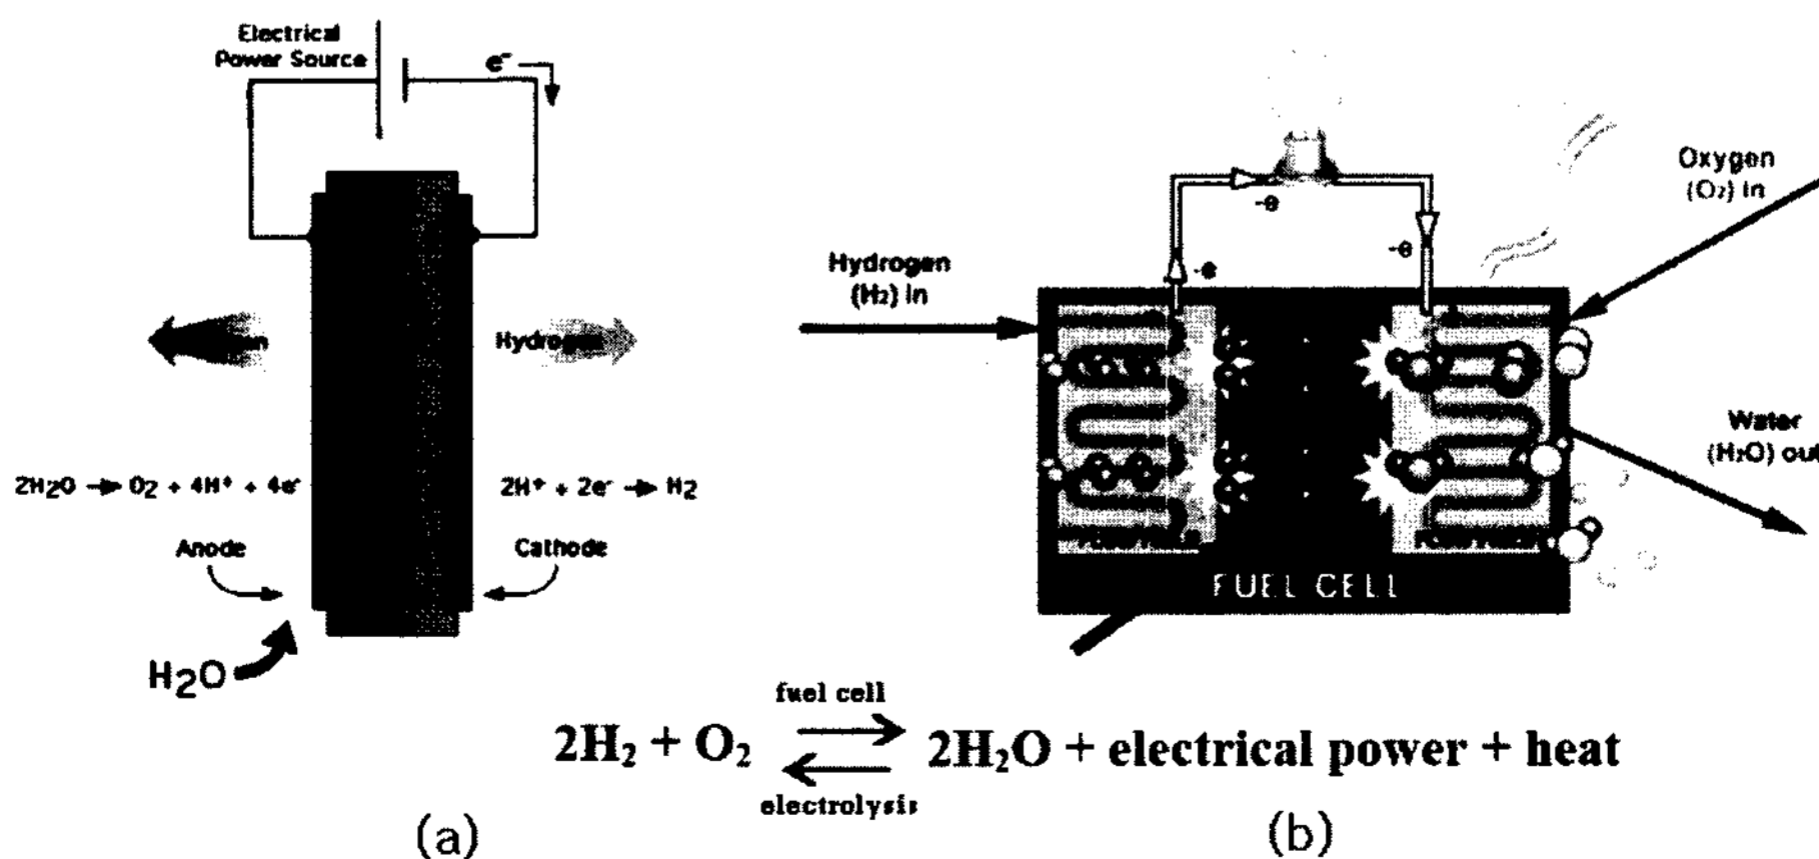 Electrical
Power Source
e⁻
Hydrogen
2H₂O → O₂ + 4H⁺ + 4e⁻
2H⁺ + 2e⁻ → H₂
Anode
Cathode
H₂O
-e
-e
-e
Hydrogen
(H₂) in
Oxygen
(O₂) in
Water
(H₂O) out
FUEL CELL
fuel cell
2H₂ + O₂ ⇄ 2H₂O + electrical power + heat
electrolysis
(a)
(b)